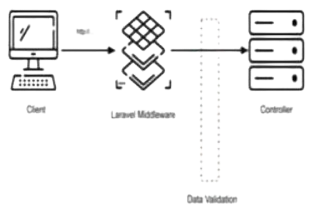 http://
Client
Laravel Middleware
Controller
Data Validation